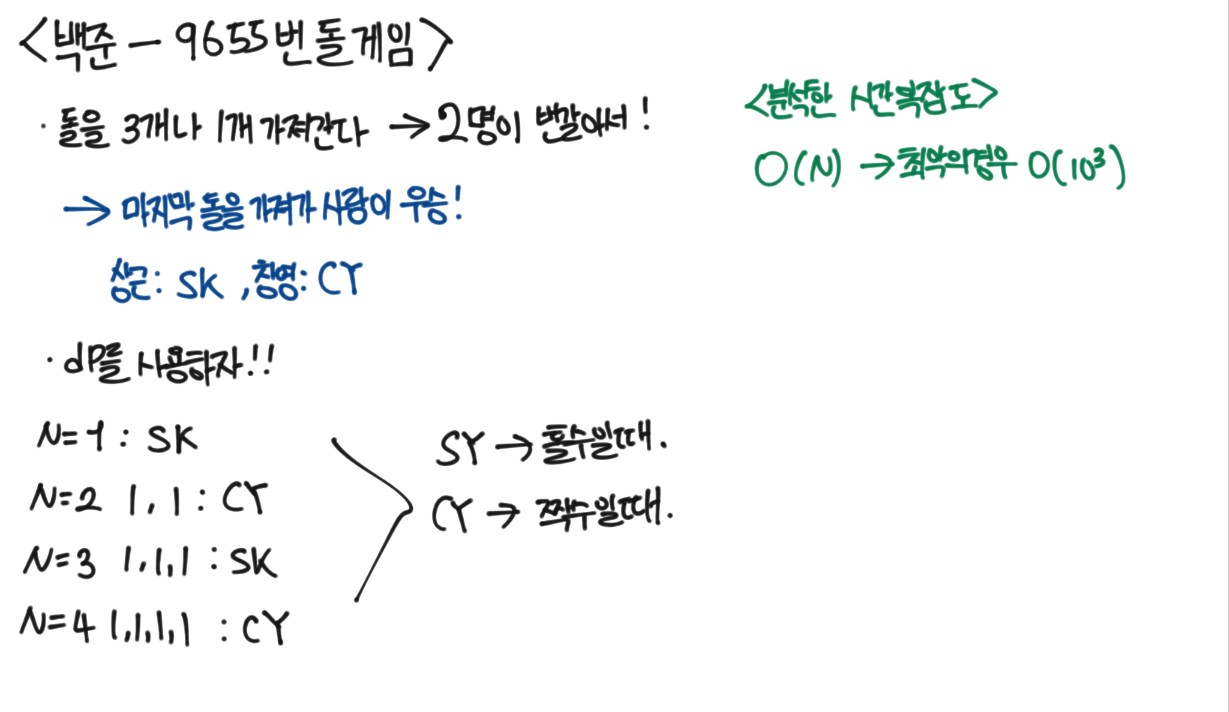 <백준 - 9655번 돌게임>
· 돌을 3개나 1개 가져간다 → 2명이 번갈아서!
→ 마지막 돌을 가져가 사람이 우승!
상근: SK, 창영: CY
· dP를 사용하자!!
N=1 : SK
N=2 1, 1 : CY
N=3 1,1,1 : SK
N=4 1,1,1,1 : CY
SY → 홀수일때.
CY → 짝수일때.
<분석한 시간복잡도>
O(N) → 최악의경우 O(10³)